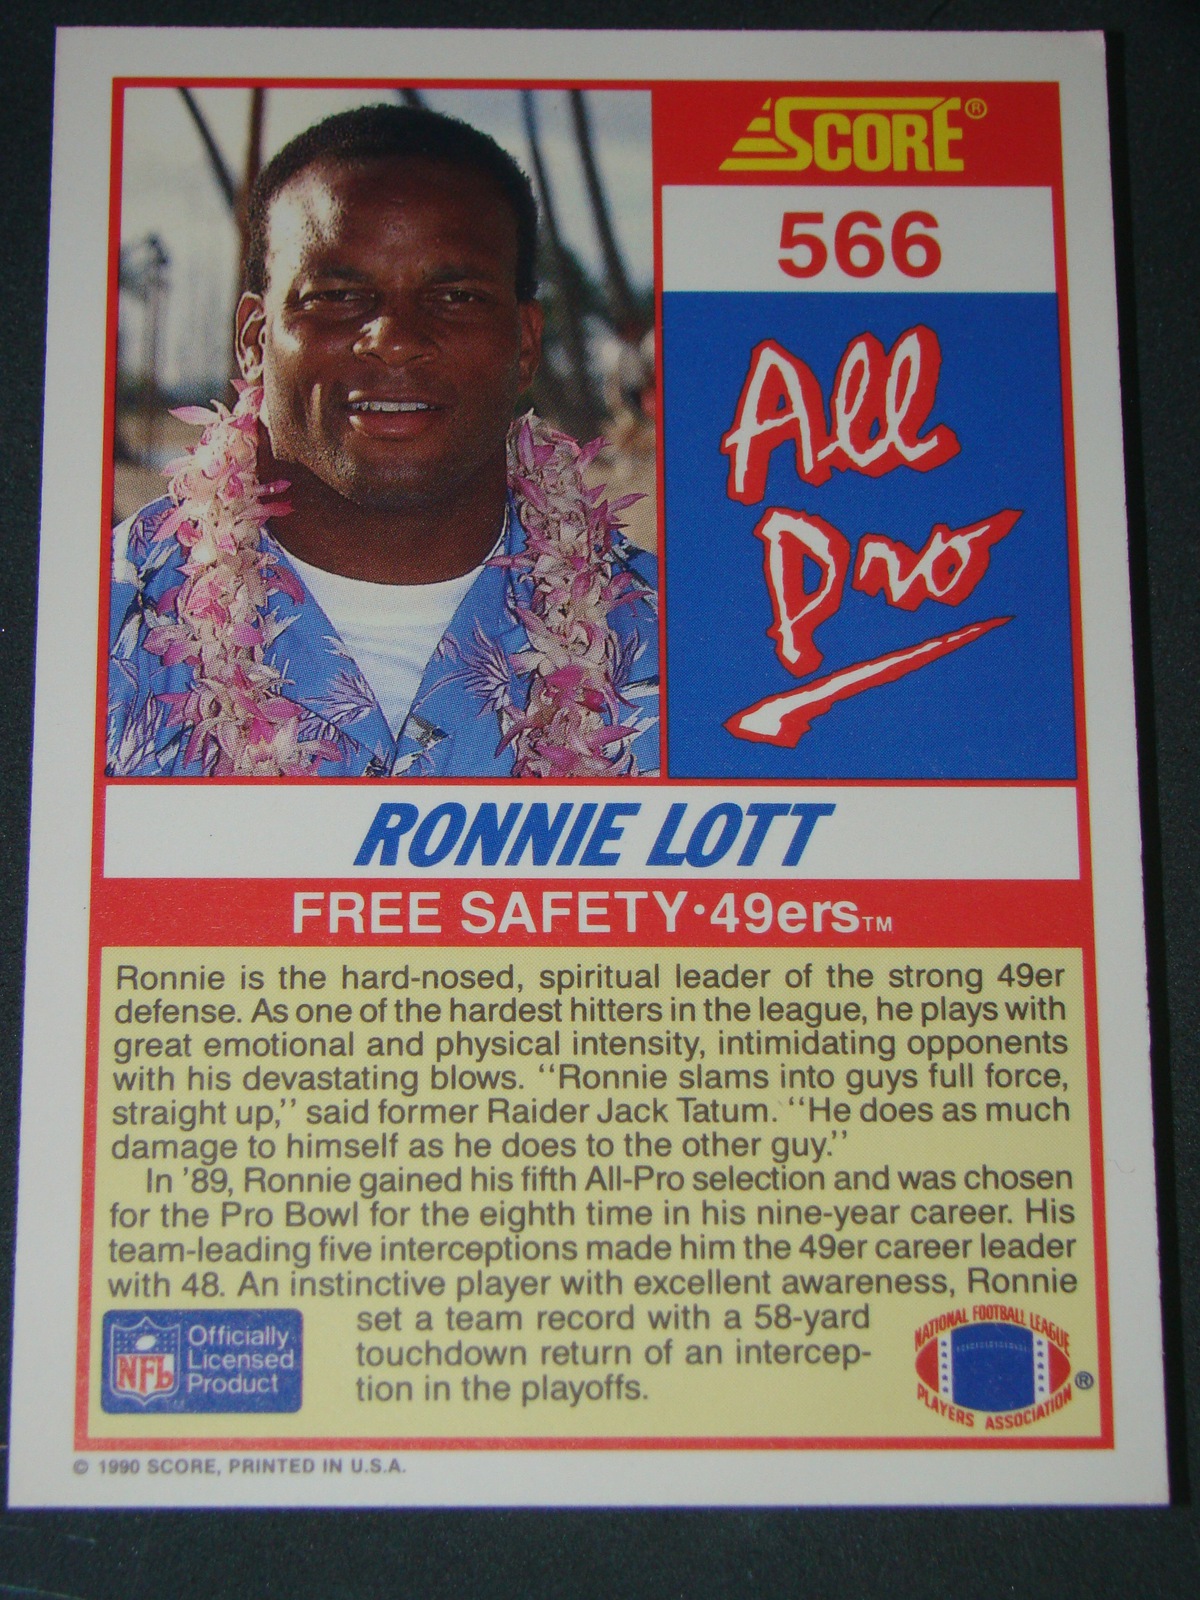 SCORE®
566
All
Pro
RONNIE LOTT
FREE SAFETY·49ers™
Ronnie is the hard-nosed, spiritual leader of the strong 49er
defense. As one of the hardest hitters in the league, he plays with
great emotional and physical intensity, intimidating opponents
with his devastating blows. “Ronnie slams into guys full force,
straight up,” said former Raider Jack Tatum. “He does as much
damage to himself as he does to the other guy.”
In ’89, Ronnie gained his fifth All-Pro selection and was chosen
for the Pro Bowl for the eighth time in his nine-year career. His
team-leading five interceptions made him the 49er career leader
with 48. An instinctive player with excellent awareness, Ronnie
set a team record with a 58-yard
touchdown return of an intercep-
tion in the playoffs.
NFL
Officially
Licensed
Product
NATIONAL FOOTBALL LEAGUE
PLAYERS ASSOCIATION ®
© 1990 SCORE, PRINTED IN U.S.A.